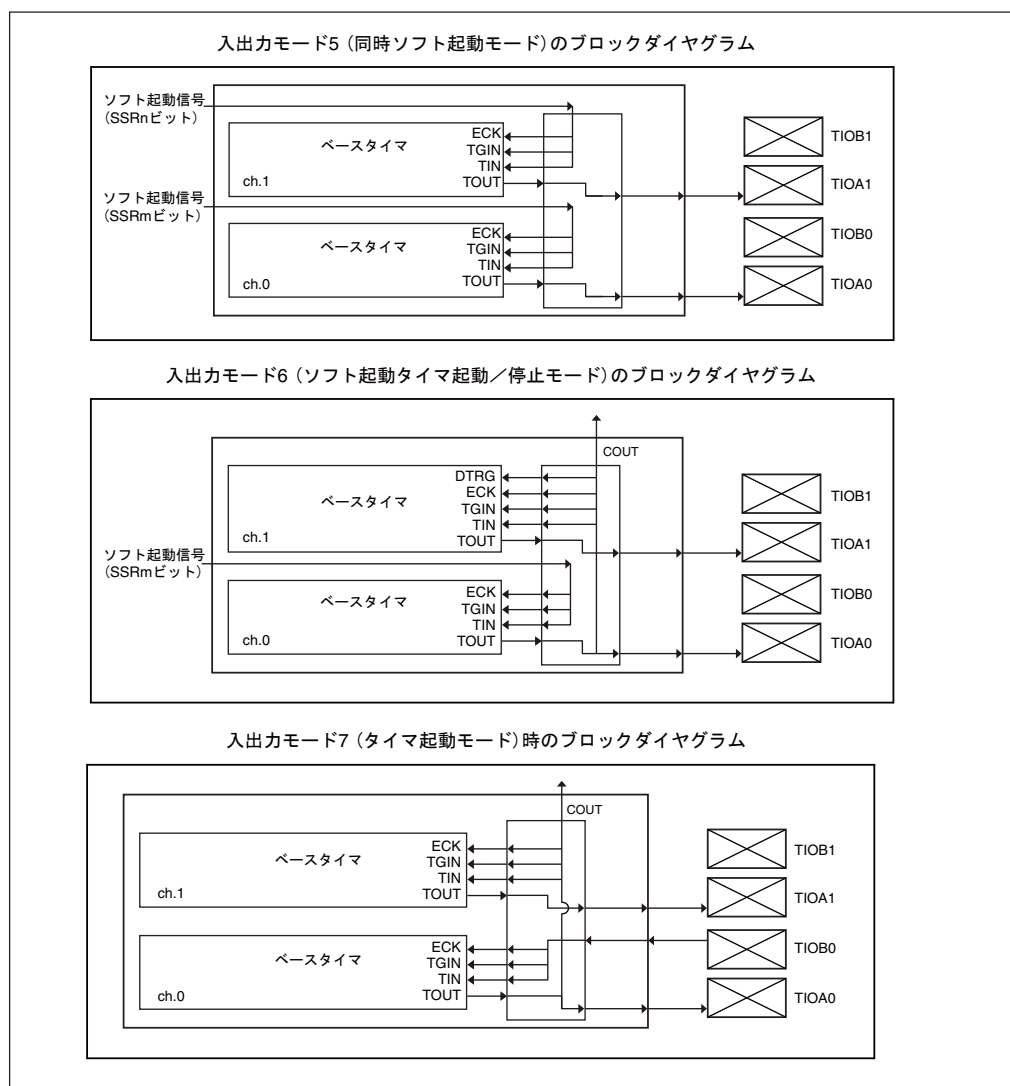 入出力モード5（同時ソフト起動モード）のブロックダイヤグラム
ソフト起動信号
（SSRnビット）
ベースタイマ
ch.1
ECK
TGIN
TIN
TOUT
ソフト起動信号
（SSRmビット）
ベースタイマ
ch.0
ECK
TGIN
TIN
TOUT
TIOB1
TIOA1
TIOB0
TIOA0
入出力モード6（ソフト起動タイマ起動／停止モード）のブロックダイヤグラム
COUT
ベースタイマ
ch.1
DTRG
ECK
TGIN
TIN
TOUT
ソフト起動信号
（SSRmビット）
ベースタイマ
ch.0
ECK
TGIN
TIN
TOUT
TIOB1
TIOA1
TIOB0
TIOA0
入出力モード7（タイマ起動モード）時のブロックダイヤグラム
COUT
ベースタイマ
ch.1
ECK
TGIN
TIN
TOUT
ベースタイマ
ch.0
ECK
TGIN
TIN
TOUT
TIOB1
TIOA1
TIOB0
TIOA0